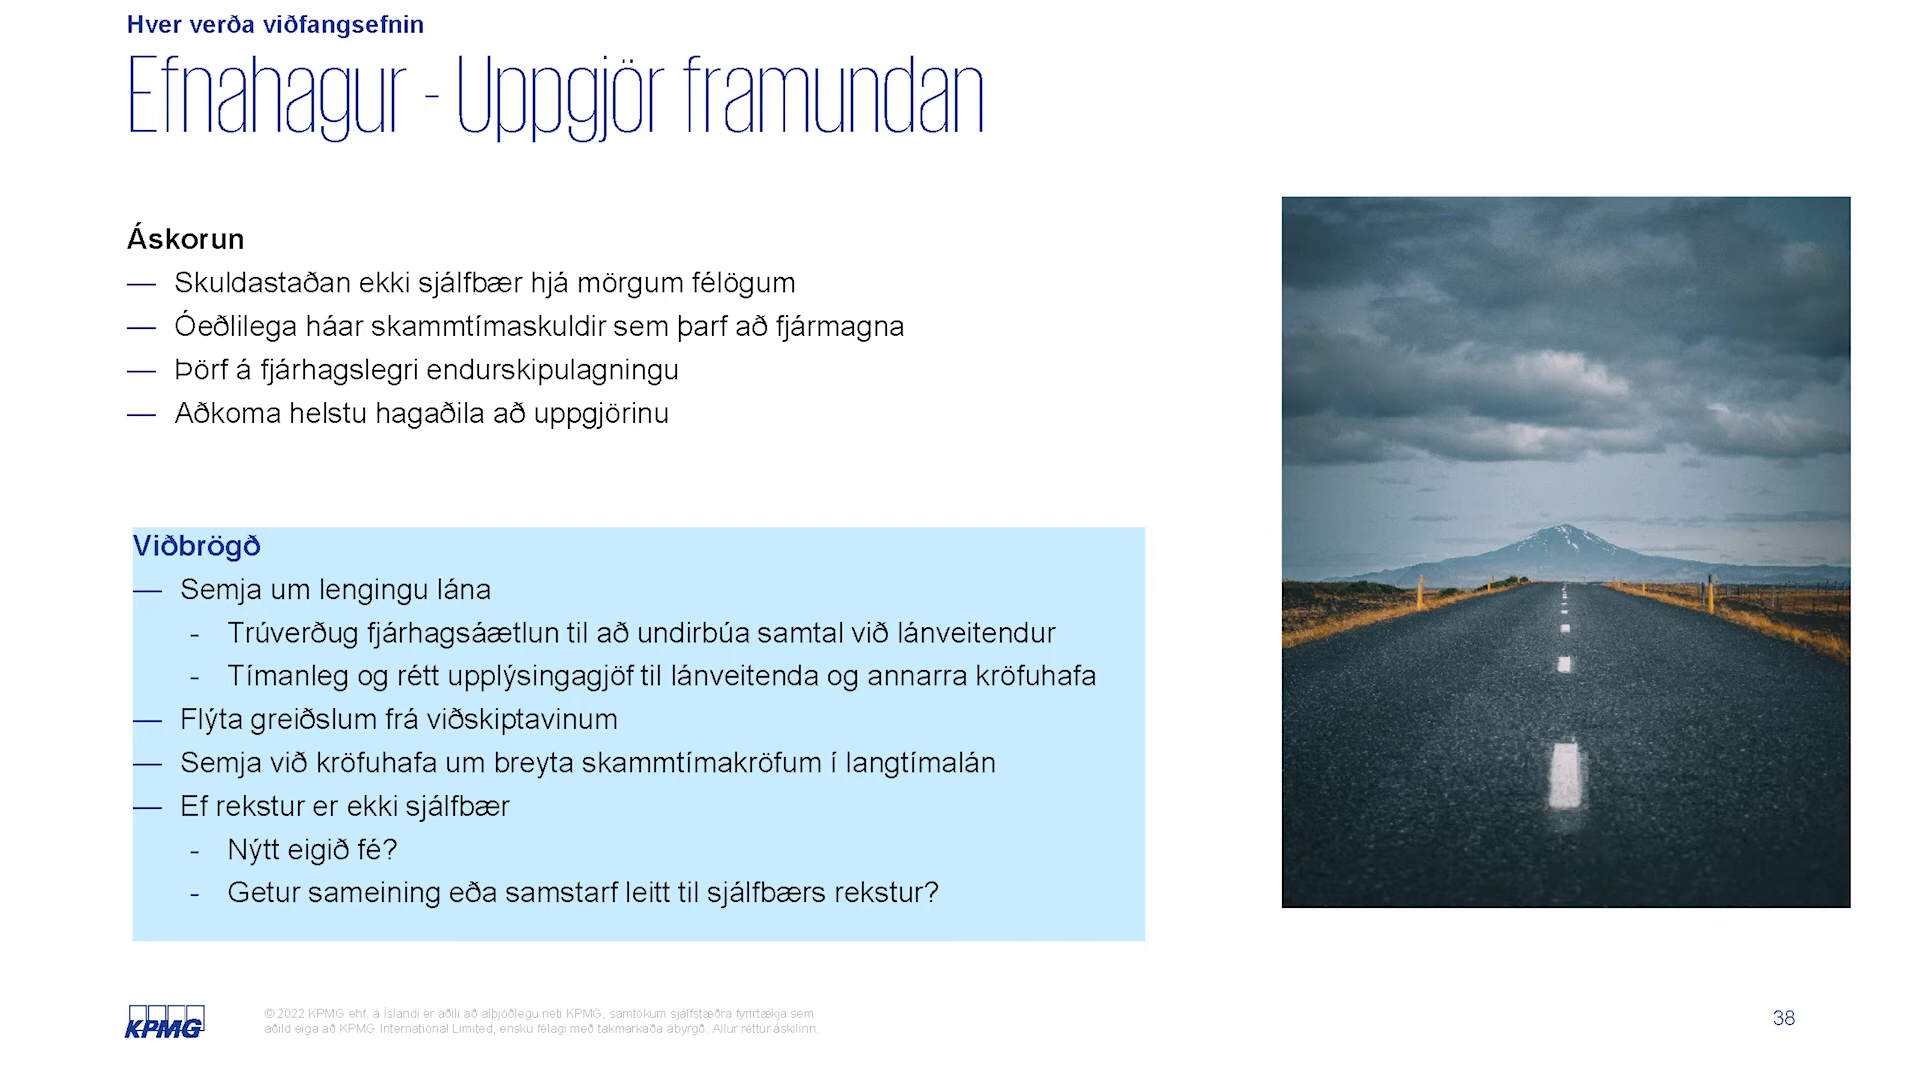 Hver verða viðfangsefnin
Efnahagur - Uppgjör framundan
Áskorun
— Skuldastaðan ekki sjálfbær hjá mörgum félögum
— Óeðlilega háar skammtímaskuldir sem þarf að fjármagna
— Þörf á fjárhagslegri endurskipulagningu
— Aðkoma helstu hagaðila að uppgjörinu
Viðbrögð
— Semja um lengingu lána
- Trúverðug fjárhagsáætlun til að undirbúa samtal við lánveitendur
- Tímanleg og rétt upplýsingagjöf til lánveitenda og annarra kröfuhafa
— Flýta greiðslum frá viðskiptavinum
— Semja við kröfuhafa um breyta skammtímakröfum í langtímalán
— Ef rekstur er ekki sjálfbær
- Nýtt eigið fé?
- Getur sameining eða samstarf leitt til sjálfbærs rekstur?
KPMG
© 2022 KPMG ehf. á Íslandi er aðili að alþjóðlegu neti KPMG, samtökum sjálfstæðra fyrirtækja sem
aðild eiga að KPMG International Limited, ensku félagi með takmarkaða ábyrgð. Allur réttur áskilinn.
38